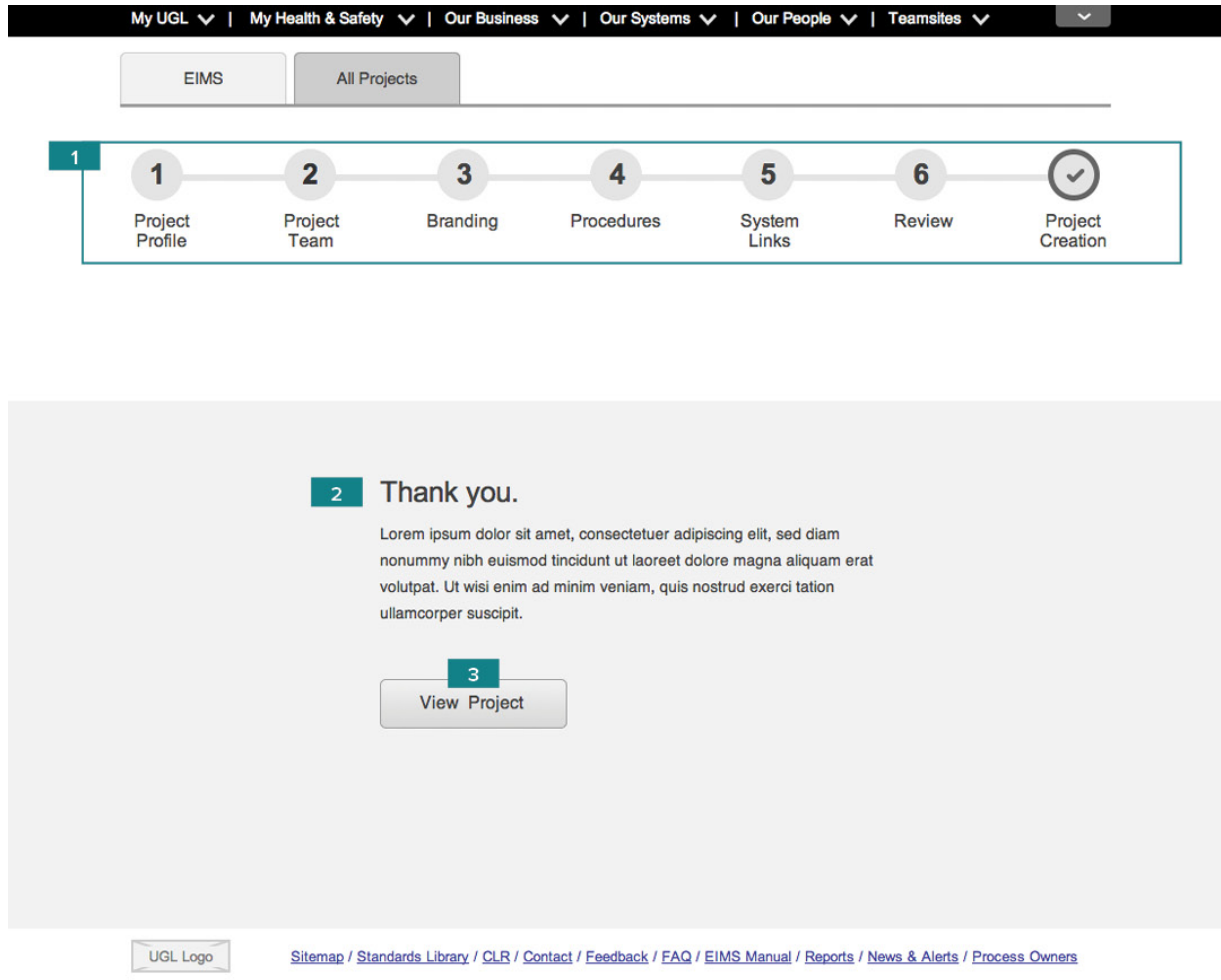 My UGL | My Health & Safety | Our Business | Our Systems | Our People | Teamsites
EIMS All Projects
1
1 2 3 4 5 6
Project Profile Project Team Branding Procedures System Links Review Project Creation
2 Thank you.
Lorem ipsum dolor sit amet, consectetuer adipiscing elit, sed diam
nonummy nibh euismod tincidunt ut laoreet dolore magna aliquam erat
volutpat. Ut wisi enim ad minim veniam, quis nostrud exerci tation
ullamcorper suscipit.
3
View Project
UGL Logo Sitemap / Standards Library / CLR / Contact / Feedback / FAQ / EIMS Manual / Reports / News & Alerts / Process Owners